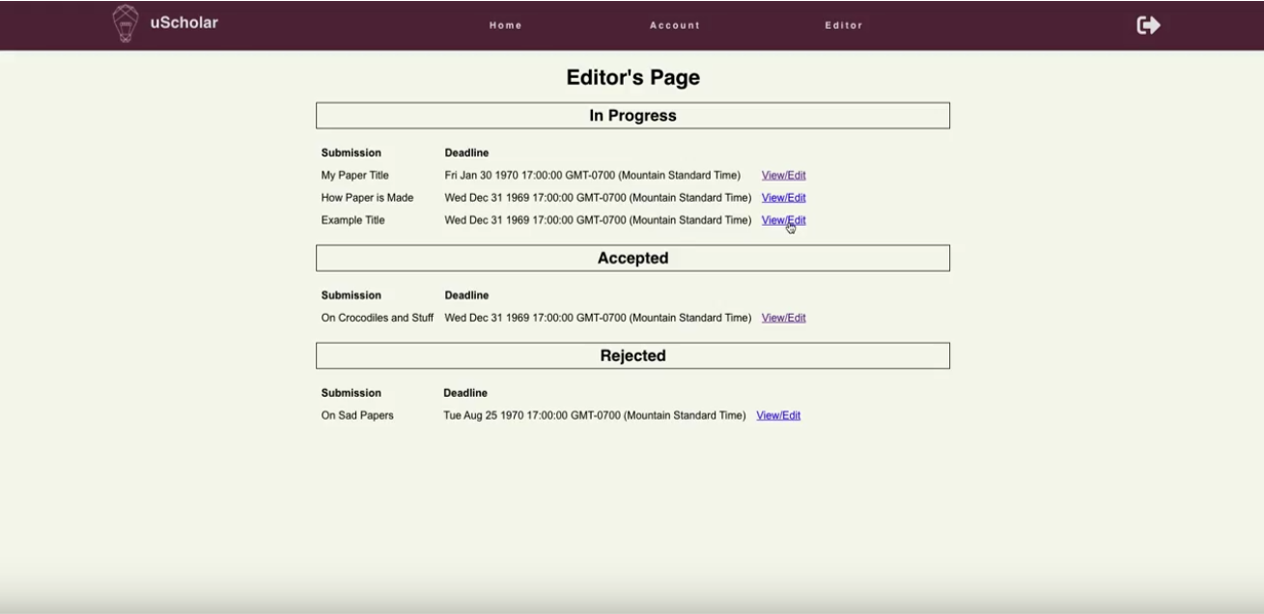 uScholar
Home Account Editor
Editor's Page
In Progress
Submission Deadline
My Paper Title Fri Jan 30 1970 17:00:00 GMT-0700 (Mountain Standard Time) View/Edit
How Paper is Made Wed Dec 31 1969 17:00:00 GMT-0700 (Mountain Standard Time) View/Edit
Example Title Wed Dec 31 1969 17:00:00 GMT-0700 (Mountain Standard Time) View/Edit
Accepted
Submission Deadline
On Crocodiles and Stuff Wed Dec 31 1969 17:00:00 GMT-0700 (Mountain Standard Time) View/Edit
Rejected
Submission Deadline
On Sad Papers Tue Aug 25 1970 17:00:00 GMT-0700 (Mountain Standard Time) View/Edit